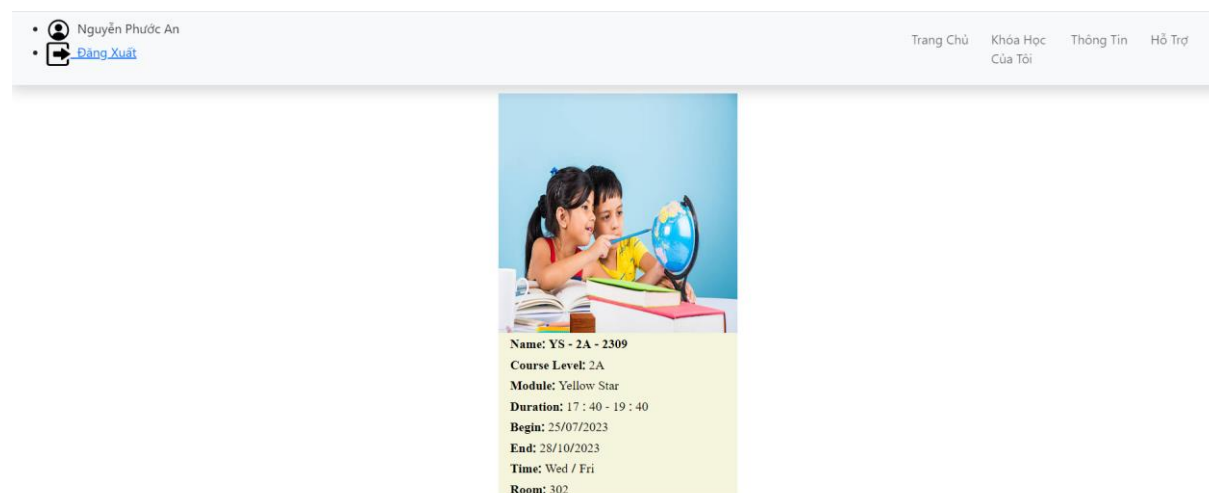 Nguyễn Phước An
Đăng Xuất
Trang Chủ
Khóa Học
Của Tôi
Thông Tin
Hỗ Trợ
Name: YS - 2A - 2309
Course Level: 2A
Module: Yellow Star
Duration: 17 : 40 - 19 : 40
Begin: 25/07/2023
End: 28/10/2023
Time: Wed / Fri
Room: 302